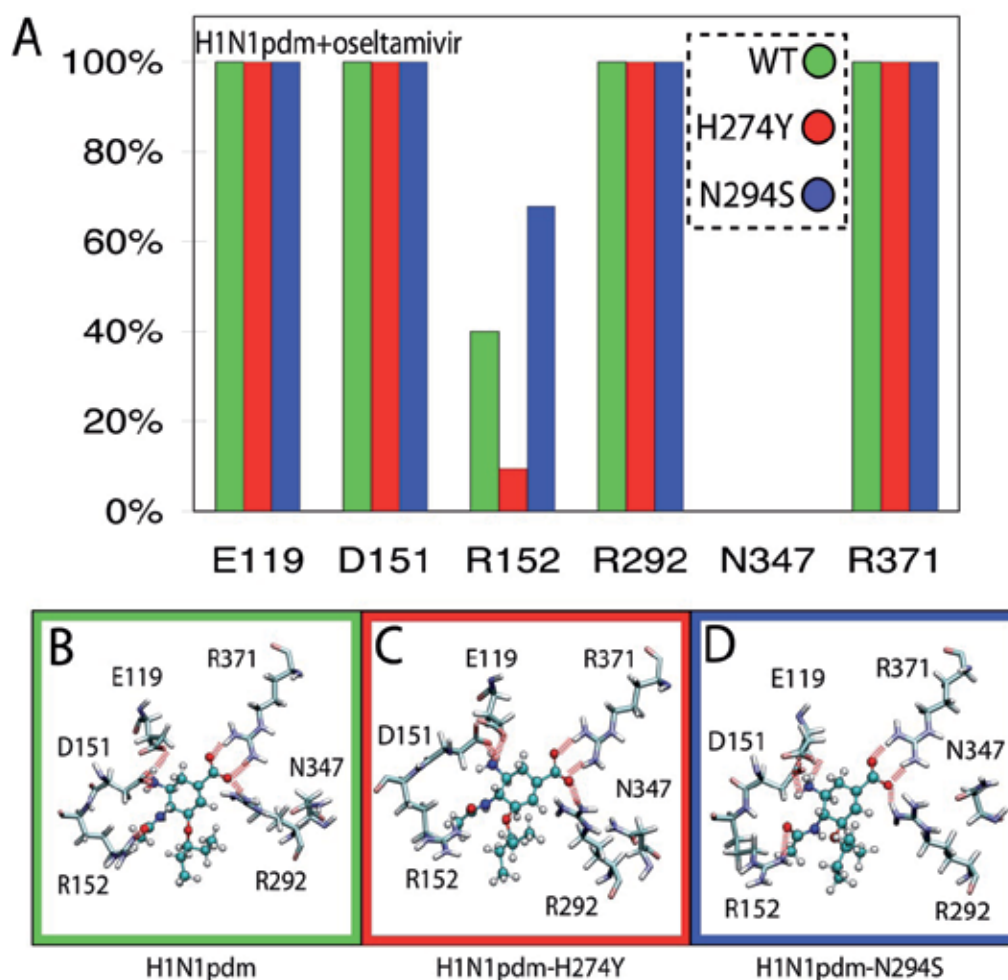 A
H1N1pdm+oseltamivir
100%
80%
60%
40%
20%
0%
WT
H274Y
N294S
E119 D151 R152 R292 N347 R371
B
R371
E119
D151
N347
R152
R292
H1N1pdm
C
E119
R371
D151
N347
R152
R292
H1N1pdm-H274Y
D
E119
R371
D151
N347
R152
R292
H1N1pdm-N294S